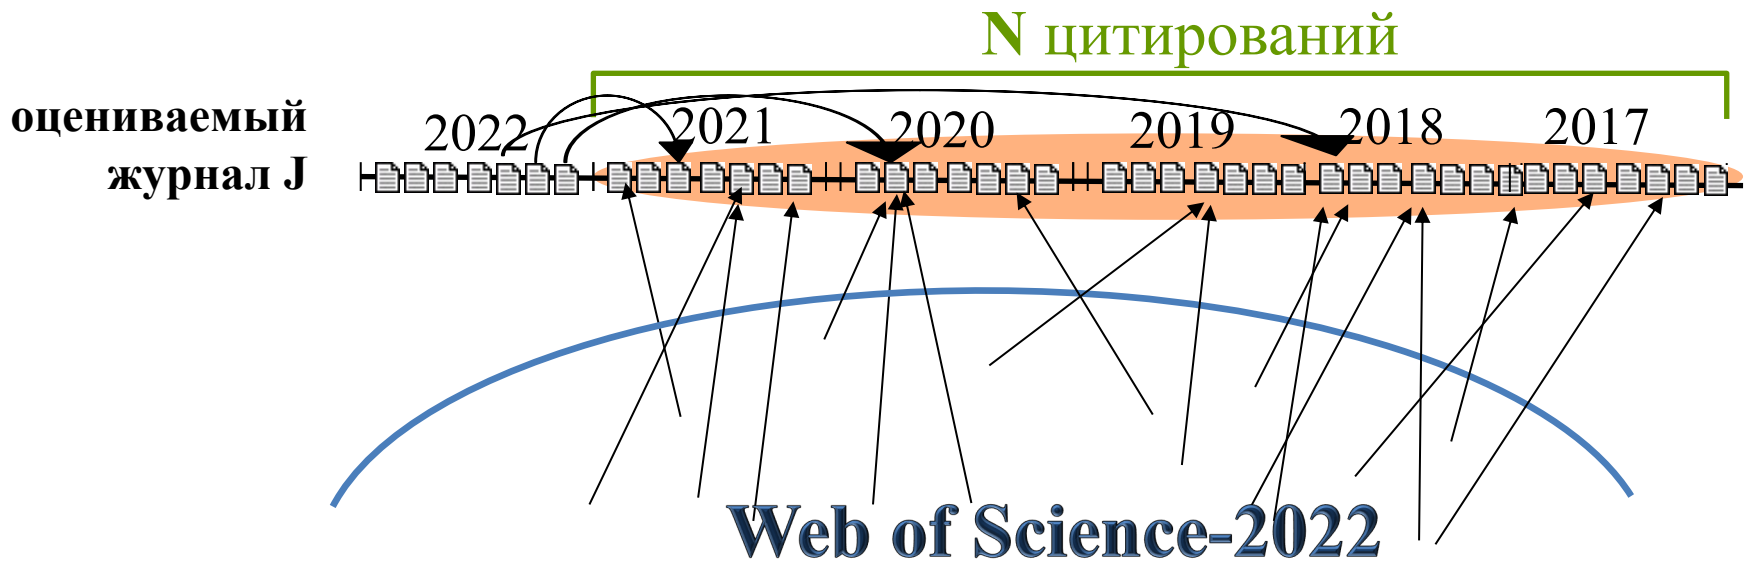 N цитирований
оцениваемый
журнал J
2022 2021 2020 2019 2018 2017
Web of Science-2022